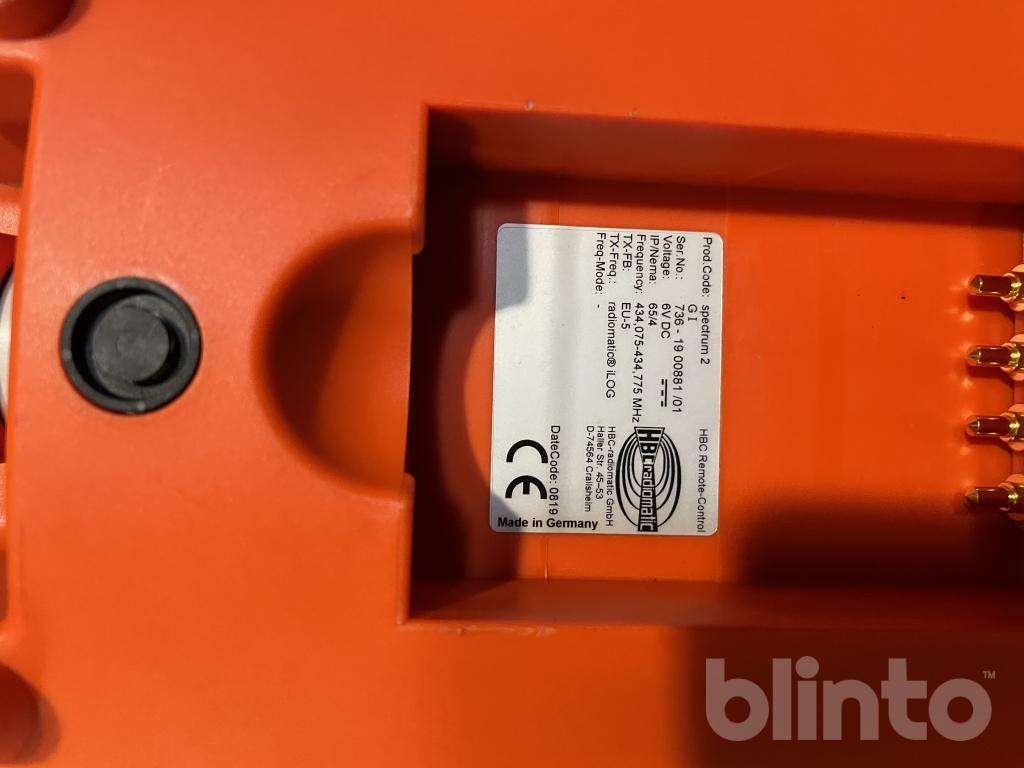 Prod.Code: spectrum 2 HBC Remote-Control
G I
Ser.No.: 736 - 19 00881 /01
Voltage: 6V DC
IP/Nema: 65/4
Frequency: 434,075-434,775 MHz
TX-FB: EU-5
TX-Freq.: radiomatic® iLOG
Freq-Mode: -
HBC radiomatic
HBC-radiomatic GmbH
Haller Str. 45–53
D-74564 Crailsheim
DateCode: 0819
CE
Made in Germany
blinto™